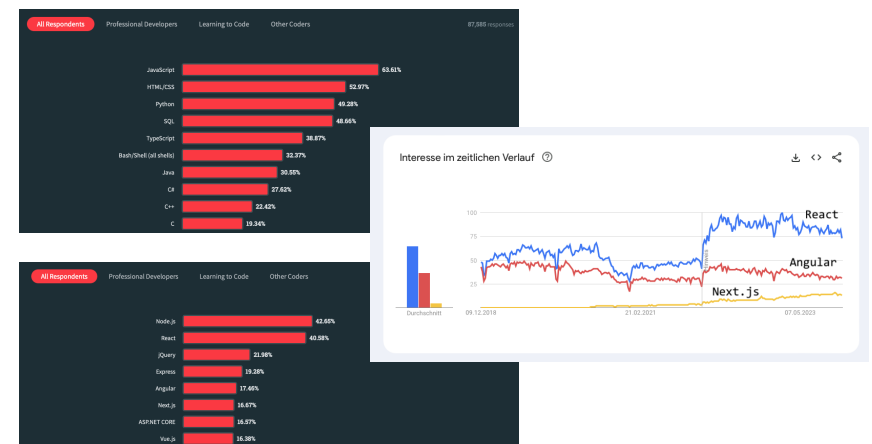 All Respondents Professional Developers Learning to Code Other Coders 87,585 responses
JavaScript 63.61%
HTML/CSS 52.97%
Python 49.28%
SQL 48.66%
TypeScript 38.87%
Bash/Shell (all shells) 32.37%
Java 30.55%
C# 27.62%
C++ 22.42%
C 19.34%
Interesse im zeitlichen Verlauf
100
75
50
25
React
Angular
Next.js
Hinweis
Durchschnitt
09.12.2018 21.02.2021 07.05.2023
All Respondents Professional Developers Learning to Code Other Coders
Node.js 42.65%
React 40.58%
jQuery 21.98%
Express 19.28%
Angular 17.46%
Next.js 16.67%
ASP.NET CORE 16.57%
Vue.js 16.38%